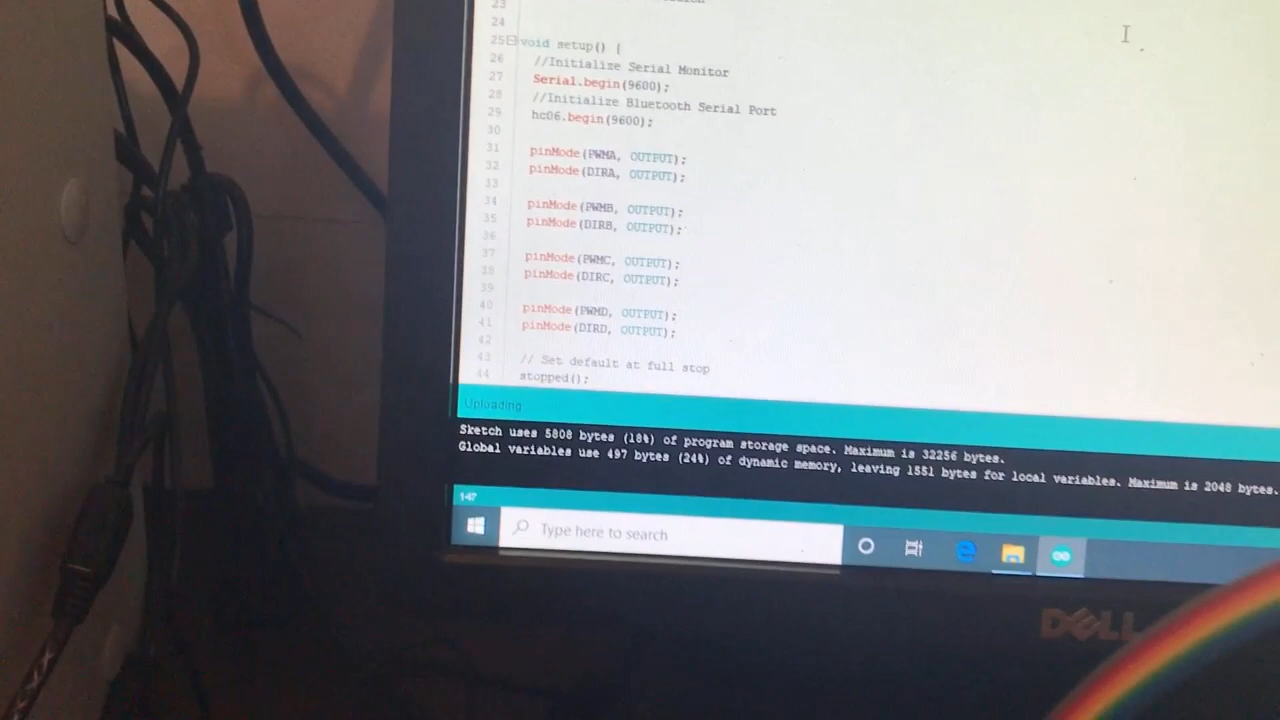 23
24
25 void setup() {
26 //Initialize Serial Monitor
27 Serial.begin(9600);
28 //Initialize Bluetooth Serial Port
29 hc06.begin(9600);
30
31 pinMode(PWMA, OUTPUT);
32 pinMode(DIRA, OUTPUT);
33
34 pinMode(PWMB, OUTPUT);
35 pinMode(DIRB, OUTPUT);
36
37 pinMode(PWMC, OUTPUT);
38 pinMode(DIRC, OUTPUT);
39
40 pinMode(PWMD, OUTPUT);
41 pinMode(DIRD, OUTPUT);
42
43 // Set default at full stop
44 stopped();
Uploading
Sketch uses 5808 bytes (18%) of program storage space. Maximum is 32256 bytes.
Global variables use 497 bytes (24%) of dynamic memory, leaving 1551 bytes for local variables. Maximum is 2048 bytes.
147
Type here to search
DELL